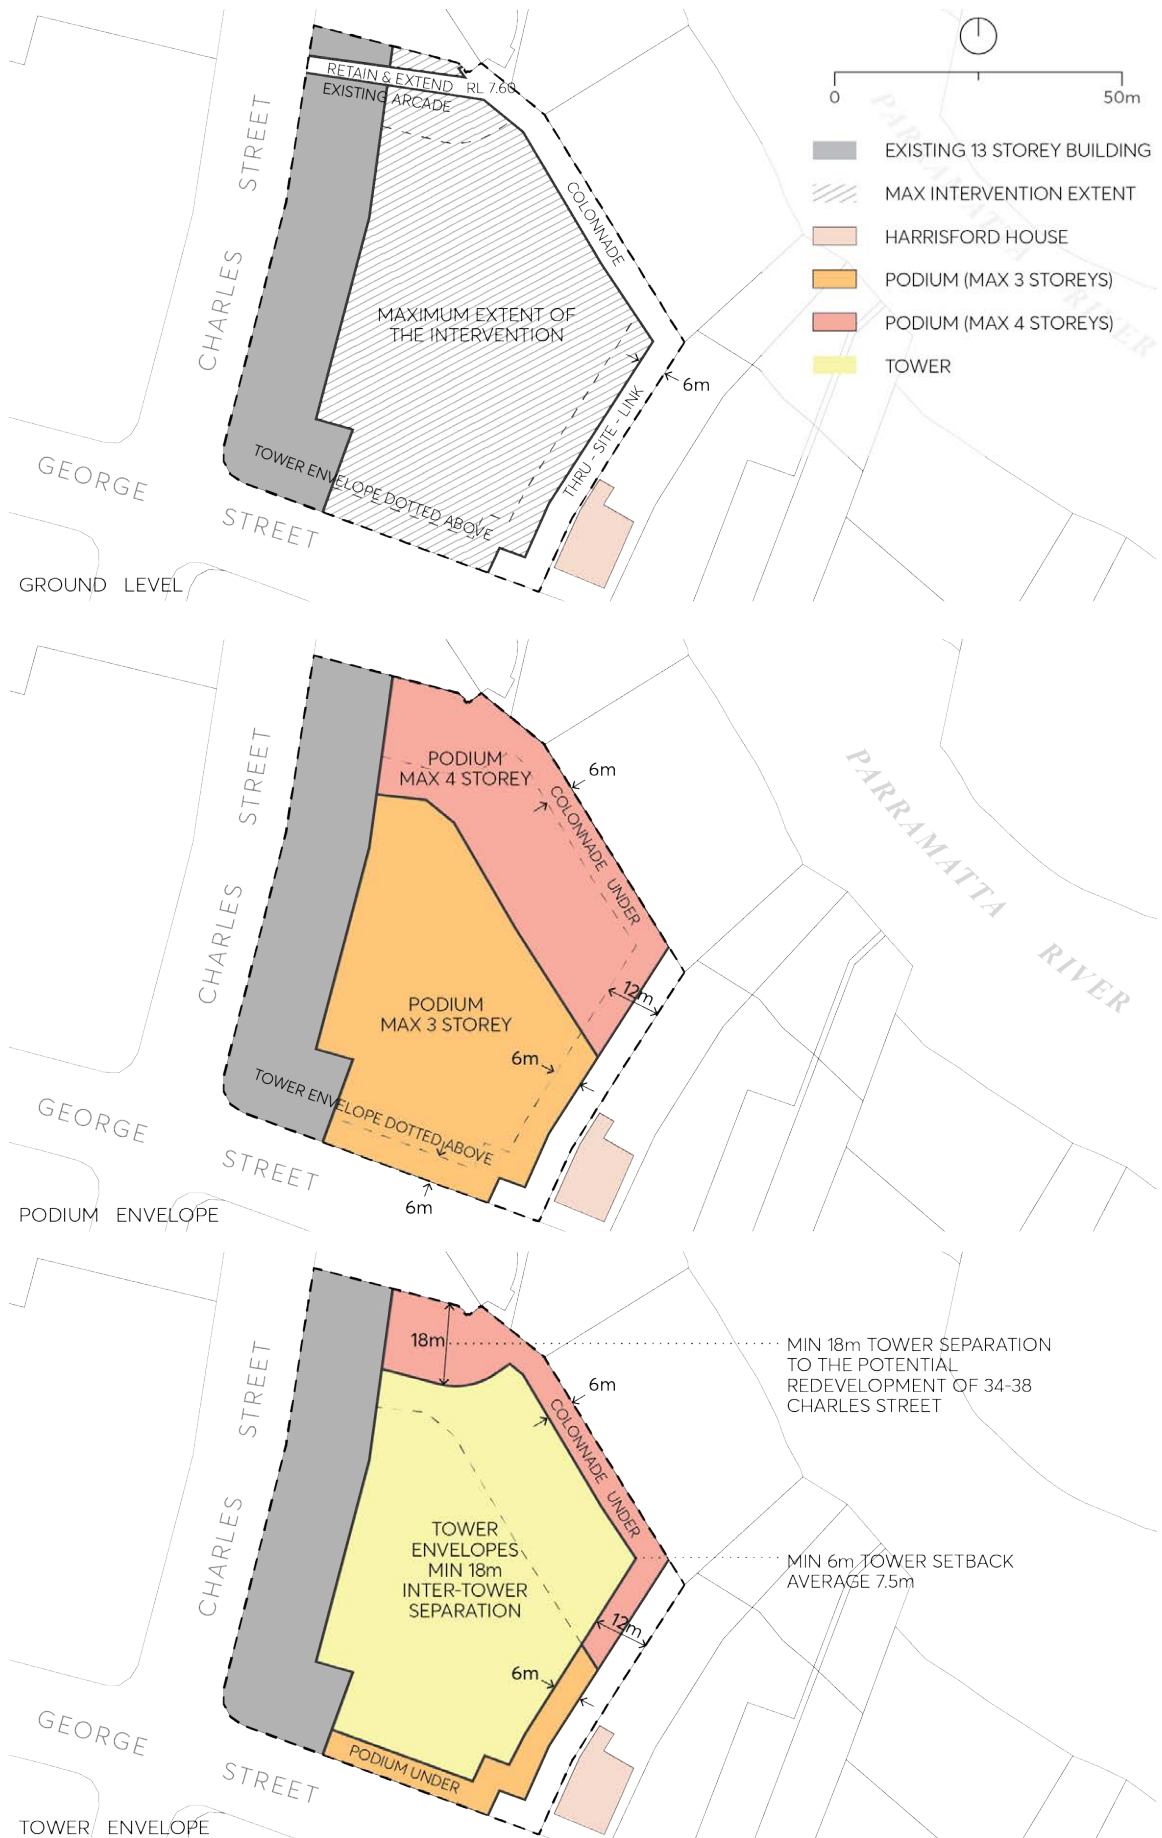 RETAIN & EXTEND
EXISTING ARCADE
RL 7.60
STREET
CHARLES
COLONNADE
MAXIMUM EXTENT OF
THE INTERVENTION
6m
THRU - SITE - LINK
TOWER ENVELOPE DOTTED ABOVE
GEORGE
STREET
GROUND LEVEL
0
50m
PARRAMATTA
RIVER
EXISTING 13 STOREY BUILDING
MAX INTERVENTION EXTENT
HARRISFORD HOUSE
PODIUM (MAX 3 STOREYS)
PODIUM (MAX 4 STOREYS)
TOWER
STREET
CHARLES
PODIUM
MAX 4 STOREY
6m
COLONNADE UNDER
12m
PODIUM
MAX 3 STOREY
6m
TOWER ENVELOPE DOTTED ABOVE
6m
GEORGE
STREET
PARRAMATTA
RIVER
PODIUM ENVELOPE
18m
MIN 18m TOWER SEPARATION
TO THE POTENTIAL
REDEVELOPMENT OF 34-38
CHARLES STREET
6m
STREET
CHARLES
COLONNADE UNDER
TOWER
ENVELOPES
MIN 18m
INTER-TOWER
SEPARATION
MIN 6m TOWER SETBACK
AVERAGE 7.5m
12m
6m
PODIUM UNDER
GEORGE
STREET
TOWER ENVELOPE